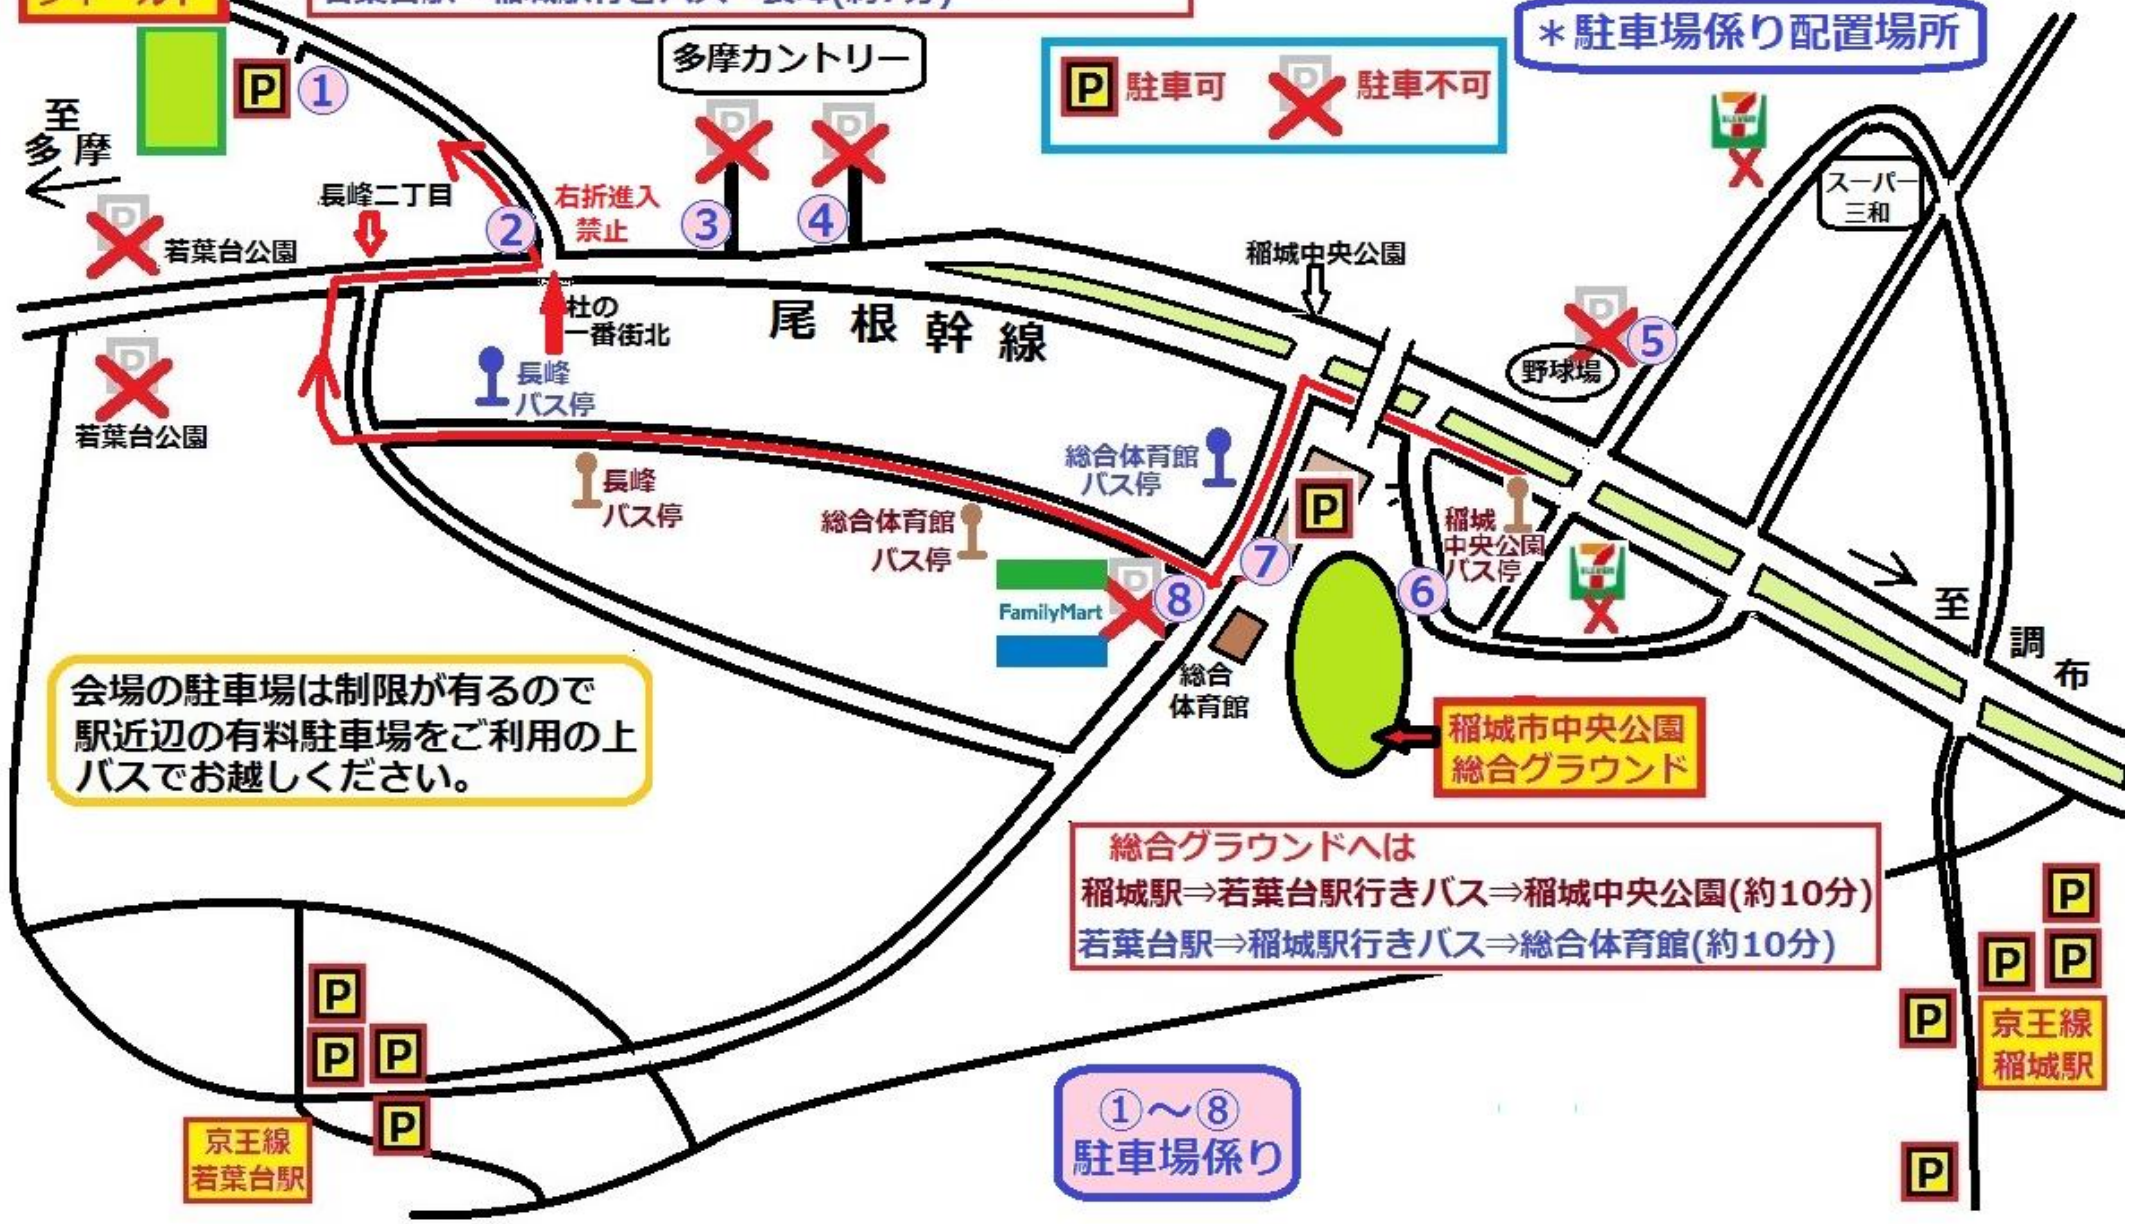 ＊駐車場係り配置場所
多摩カントリー
P 駐車可
P 駐車不可
P
①
至
多摩
P
P
7
ELEVEN
スーパー
三和
長峰二丁目
②
右折進入
禁止
③
④
P
若葉台公園
稲城中央公園
杜の
一番街北
尾根幹線
P
⑤
野球場
P
若葉台公園
長峰
バス停
総合体育館
バス停
長峰
バス停
総合体育館
バス停
P
稲城
中央公園
バス停
7
ELEVEN
FamilyMart
P
⑧
⑦
⑥
至
調
布
総合
体育館
会場の駐車場は制限が有るので
駅近辺の有料駐車場をご利用の上
バスでお越しください。
稲城市中央公園
総合グラウンド
総合グラウンドへは
稲城駅⇒若葉台駅行きバス⇒稲城中央公園(約10分)
若葉台駅⇒稲城駅行きバス⇒総合体育館(約10分)
P
P
P
P
P
P
P
P
京王線
稲城駅
P
京王線
若葉台駅
①～⑧
駐車場係り